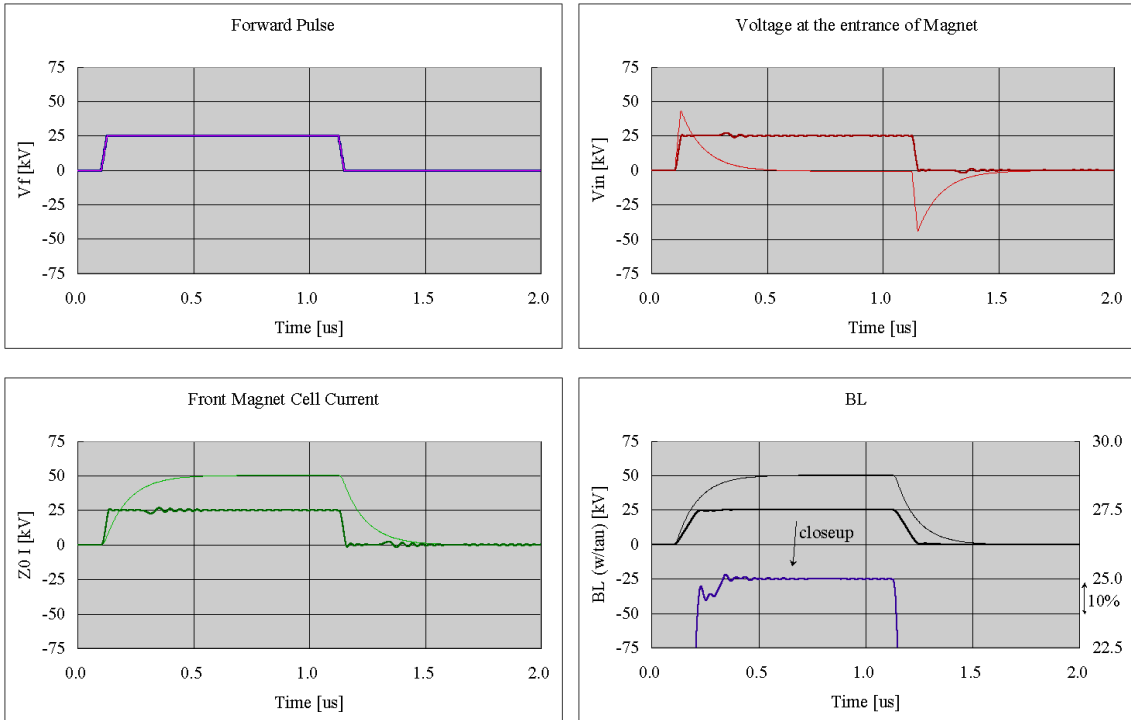 Forward Pulse
75
50
25
0
-25
-50
-75
Vf [kV]
0.0 0.5 1.0 1.5 2.0
Time [us]
Voltage at the entrance of Magnet
75
50
25
0
-25
-50
-75
Vin [kV]
0.0 0.5 1.0 1.5 2.0
Time [us]
Front Magnet Cell Current
75
50
25
0
-25
-50
-75
Z0 I [kV]
0.0 0.5 1.0 1.5 2.0
Time [us]
BL
75
50
25
0
-25
-50
-75
BL (w/tau) [kV]
closeup
30.0
27.5
25.0
10%
22.5
0.0 0.5 1.0 1.5 2.0
Time [us]